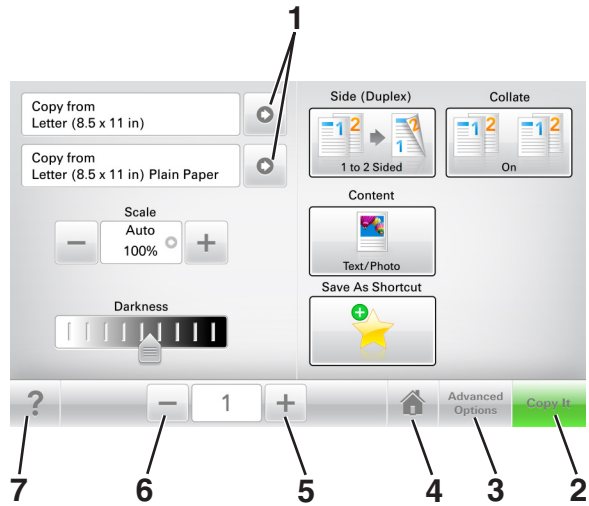 1
Copy from
Letter (8.5 x 11 in)
Copy from
Letter (8.5 x 11 in) Plain Paper
Scale
Auto
100%
Darkness
Side (Duplex)
1 2 1 2
1 to 2 Sided
Collate
1 2 1 2
On
Content
Text/Photo
Save As Shortcut
?
1
Advanced
Options
Copy It
7
6
5
4
3
2